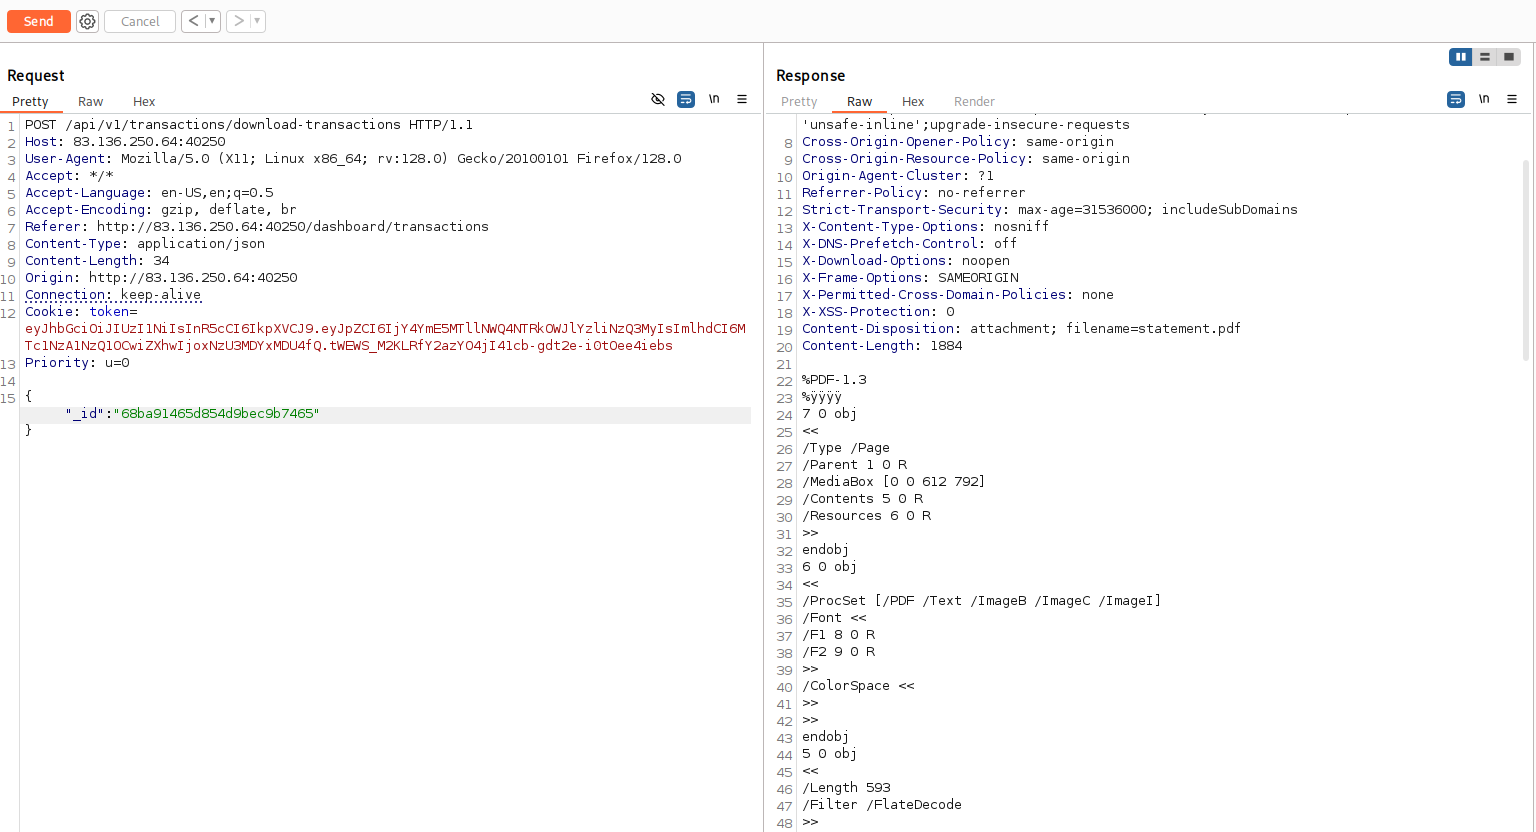 Send
Cancel
Request
Pretty Raw Hex
\n
1 POST /api/v1/transactions/download-transactions HTTP/1.1
2 Host: 83.136.250.64:40250
3 User-Agent: Mozilla/5.0 (X11; Linux x86_64; rv:128.0) Gecko/20100101 Firefox/128.0
4 Accept: */*
5 Accept-Language: en-US,en;q=0.5
6 Accept-Encoding: gzip, deflate, br
7 Referer: http://83.136.250.64:40250/dashboard/transactions
8 Content-Type: application/json
9 Content-Length: 34
10 Origin: http://83.136.250.64:40250
11 Connection: keep-alive
12 Cookie: token=
eyJhbGciOiJIUzI1NiIsInR5cCI6IkpXVCJ9.eyJpZCI6IjY4YmE5MTllNWQ4NTRkOWJlYzliNzQ3MyIsImlhdCI6M
Tc1NzA1NzQ1OCwiZXhwIjoxNzU3MDYxMDU4fQ.tWEWS_M2KLRfY2azYO4jI41cb-gdt2e-i0tOee4iebs
13 Priority: u=0
14
15 {
"_id":"68ba91465d854d9bec9b7465"
}
Response
Pretty Raw Hex Render
\n
'unsafe-inline';upgrade-insecure-requests
8 Cross-Origin-Opener-Policy: same-origin
9 Cross-Origin-Resource-Policy: same-origin
10 Origin-Agent-Cluster: ?1
11 Referrer-Policy: no-referrer
12 Strict-Transport-Security: max-age=31536000; includeSubDomains
13 X-Content-Type-Options: nosniff
14 X-DNS-Prefetch-Control: off
15 X-Download-Options: noopen
16 X-Frame-Options: SAMEORIGIN
17 X-Permitted-Cross-Domain-Policies: none
18 X-XSS-Protection: 0
19 Content-Disposition: attachment; filename=statement.pdf
20 Content-Length: 1884
21
22 %PDF-1.3
23 %ÿÿÿÿ
24 7 0 obj
25 <<
26 /Type /Page
27 /Parent 1 0 R
28 /MediaBox [0 0 612 792]
29 /Contents 5 0 R
30 /Resources 6 0 R
31 >>
32 endobj
33 6 0 obj
34 <<
35 /ProcSet [/PDF /Text /ImageB /ImageC /ImageI]
36 /Font <<
37 /F1 8 0 R
38 /F2 9 0 R
39 >>
40 /ColorSpace <<
41 >>
42 >>
43 endobj
44 5 0 obj
45 <<
46 /Length 593
47 /Filter /FlateDecode
48 >>